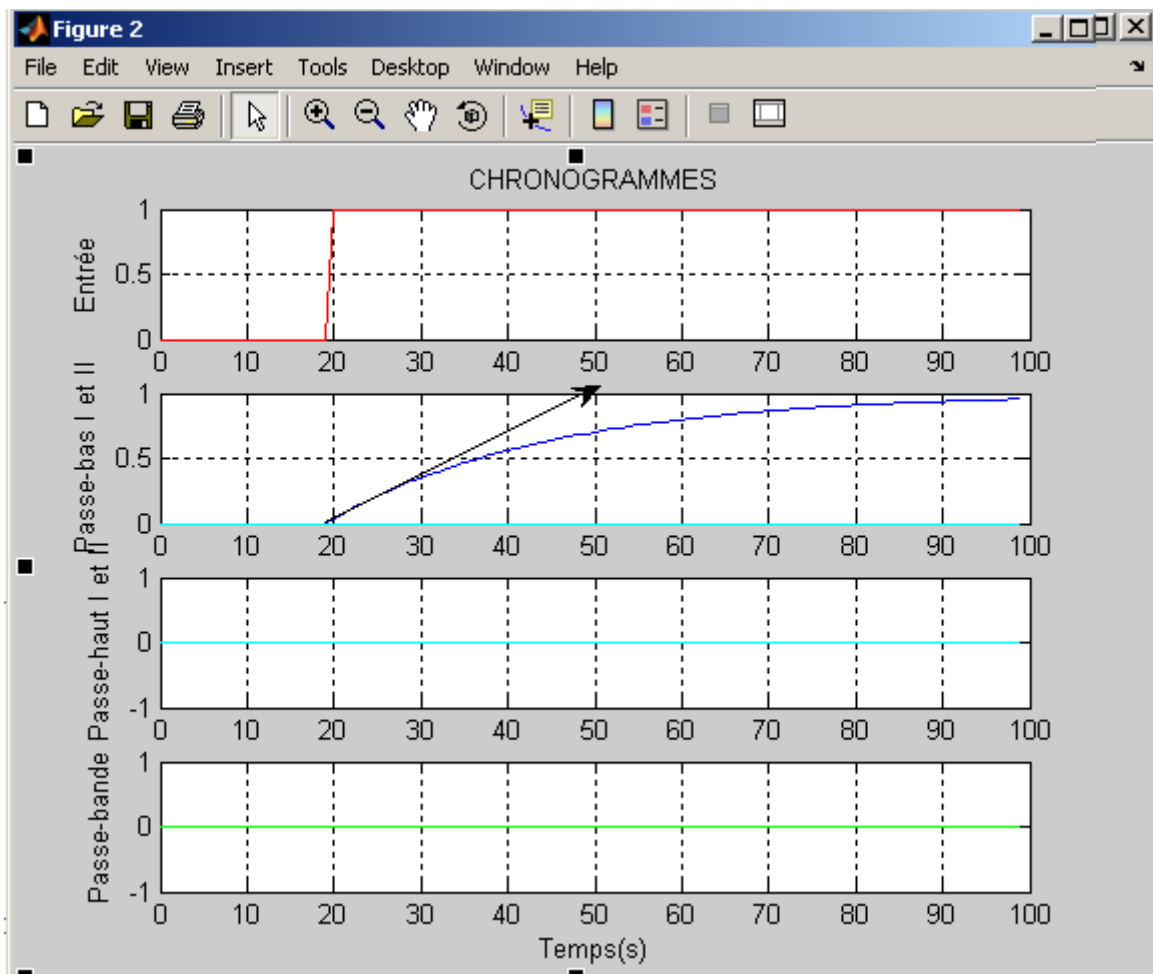 Figure 2
File Edit View Insert Tools Desktop Window Help
CHRONOGRAMMES
Entrée
1
0.5
0
0 10 20 30 40 50 60 70 80 90 100
Passe-bas I et II
1
0.5
0
0 10 20 30 40 50 60 70 80 90 100
Passe-haut I et II
1
0
-1
0 10 20 30 40 50 60 70 80 90 100
Passe-bande
1
0
-1
0 10 20 30 40 50 60 70 80 90 100
Temps(s)